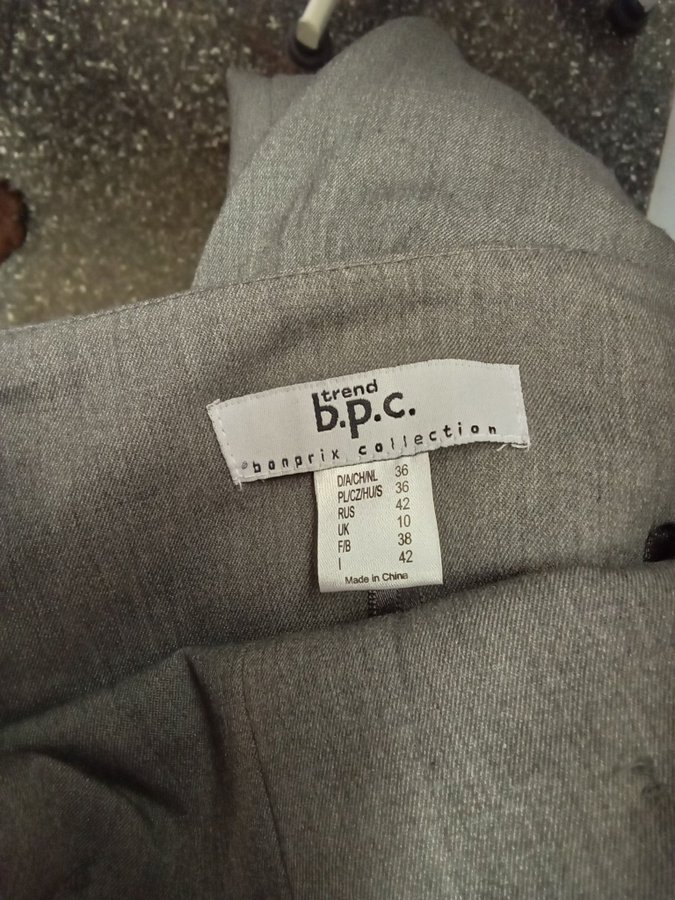 trend
b.p.c.
bonprix collection
D/A/CH/NL 36
PL/CZ/HU/S 36
RUS 42
UK 10
F/B 38
I 42
Made in China